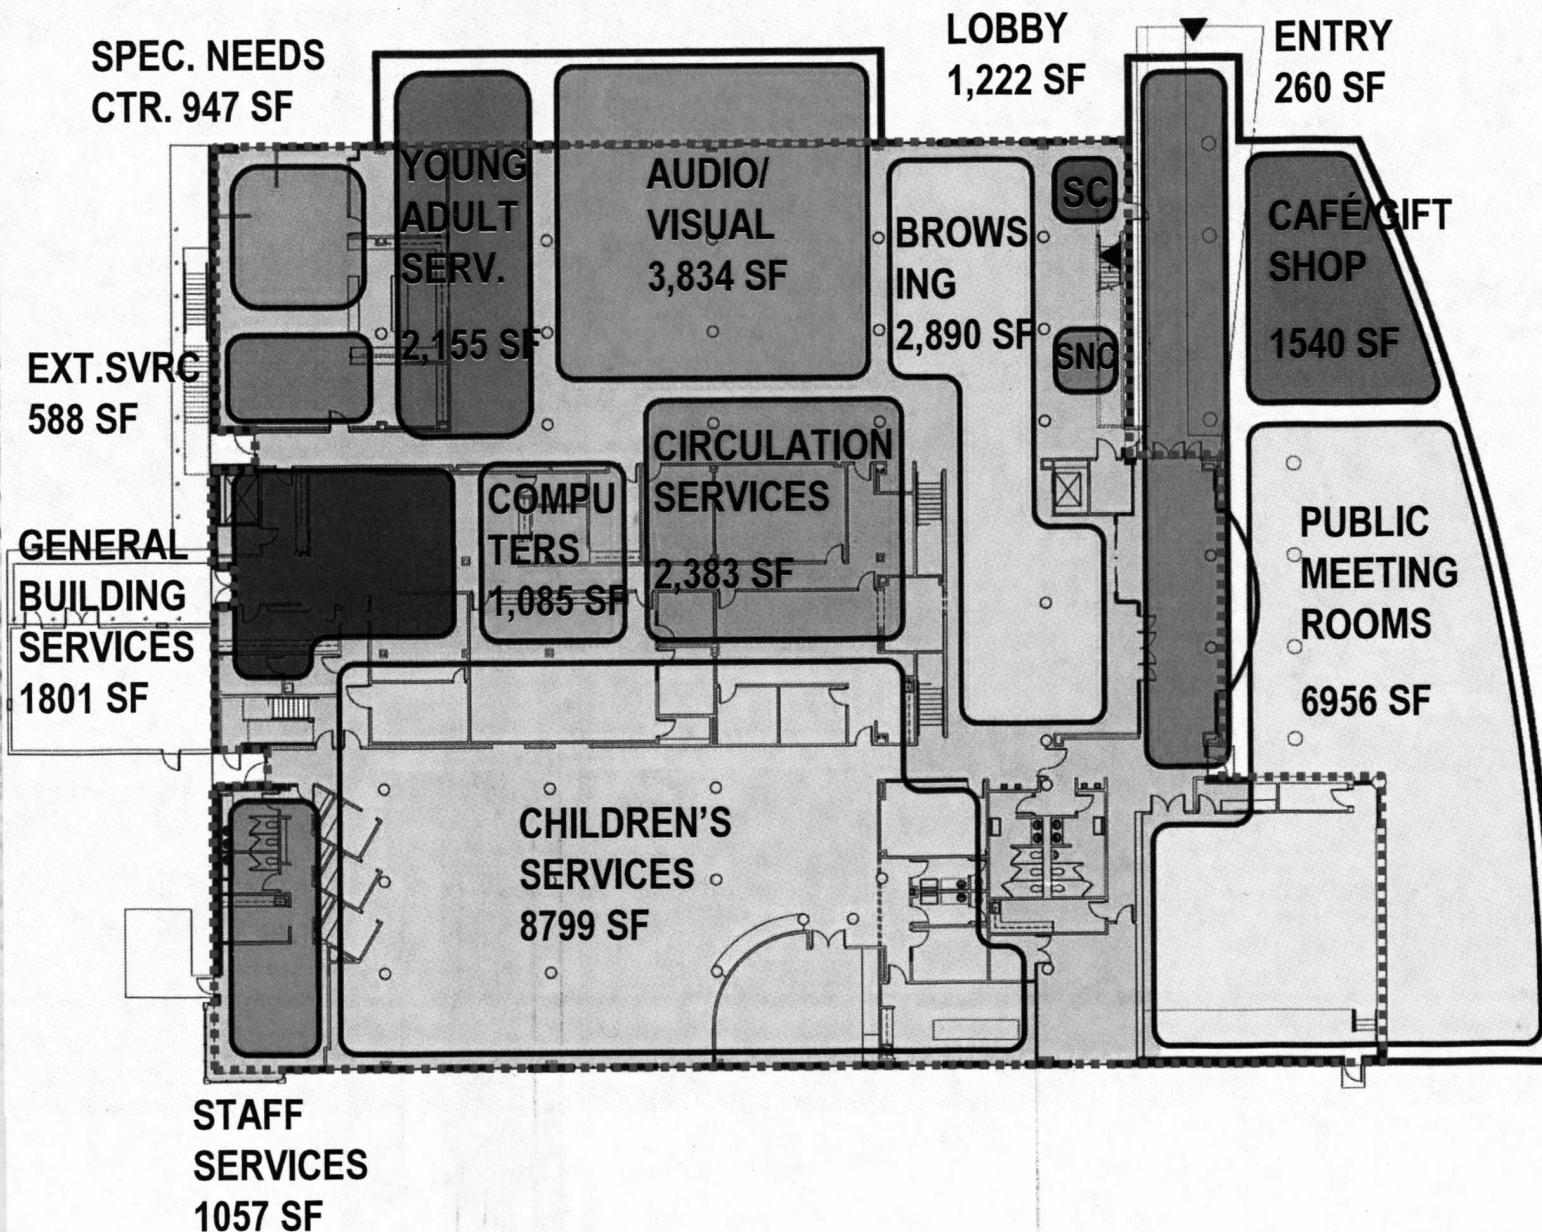 SPEC. NEEDS
CTR. 947 SF
LOBBY
1,222 SF
ENTRY
260 SF
YOUNG
ADULT
SERV.
2,155 SF
AUDIO/
VISUAL
3,834 SF
BROWS
ING
2,890 SF
SC
SNC
CAFÉ/GIFT
SHOP
1540 SF
EXT.SVRC
588 SF
GENERAL
BUILDING
SERVICES
1801 SF
COMPU
TERS
1,085 SF
CIRCULATION
SERVICES
2,383 SF
PUBLIC
MEETING
ROOMS
6956 SF
CHILDREN'S
SERVICES
8799 SF
STAFF
SERVICES
1057 SF